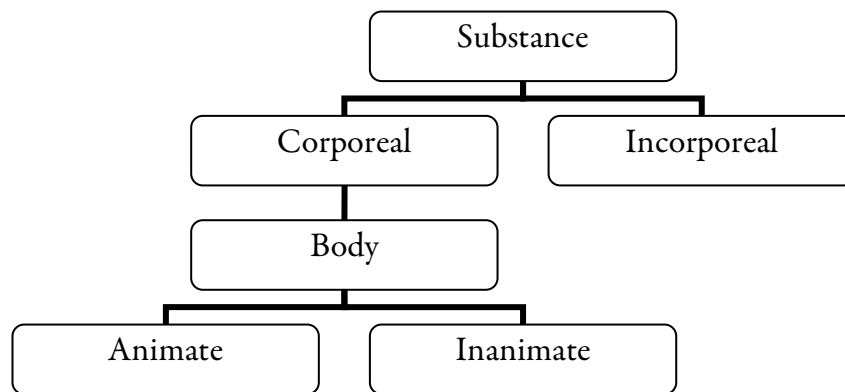 Substance
Corporeal
Incorporeal
Body
Animate
Inanimate